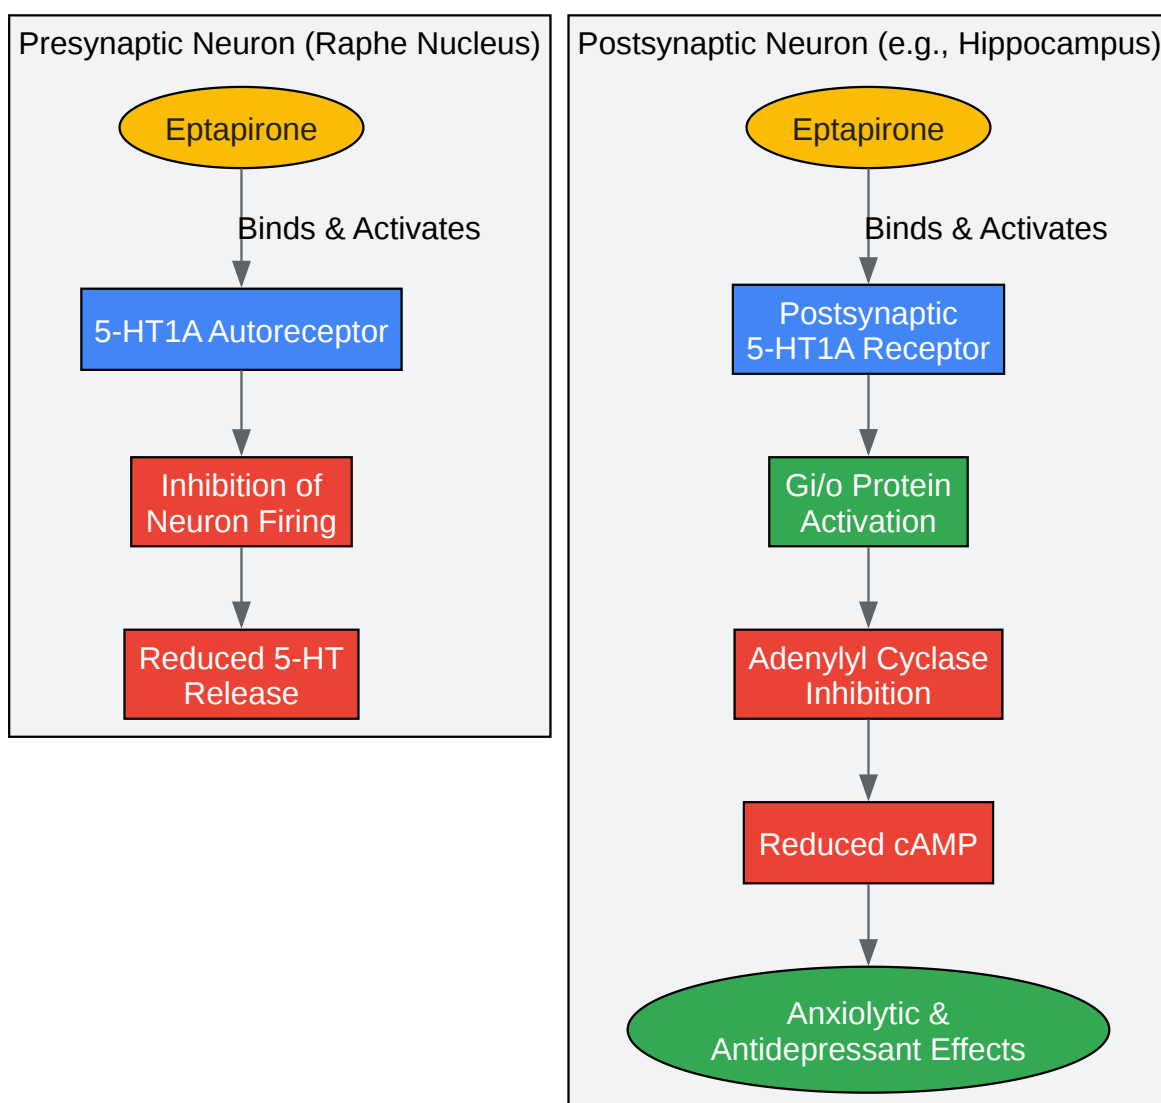 Presynaptic Neuron (Raphe Nucleus)
Eptapirone
Binds & Activates
5-HT1A Autoreceptor
Inhibition of
Neuron Firing
Reduced 5-HT
Release
Postsynaptic Neuron (e.g., Hippocampus)
Eptapirone
Binds & Activates
Postsynaptic
5-HT1A Receptor
Gi/o Protein
Activation
Adenylyl Cyclase
Inhibition
Reduced cAMP
Anxiolytic &
Antidepressant Effects